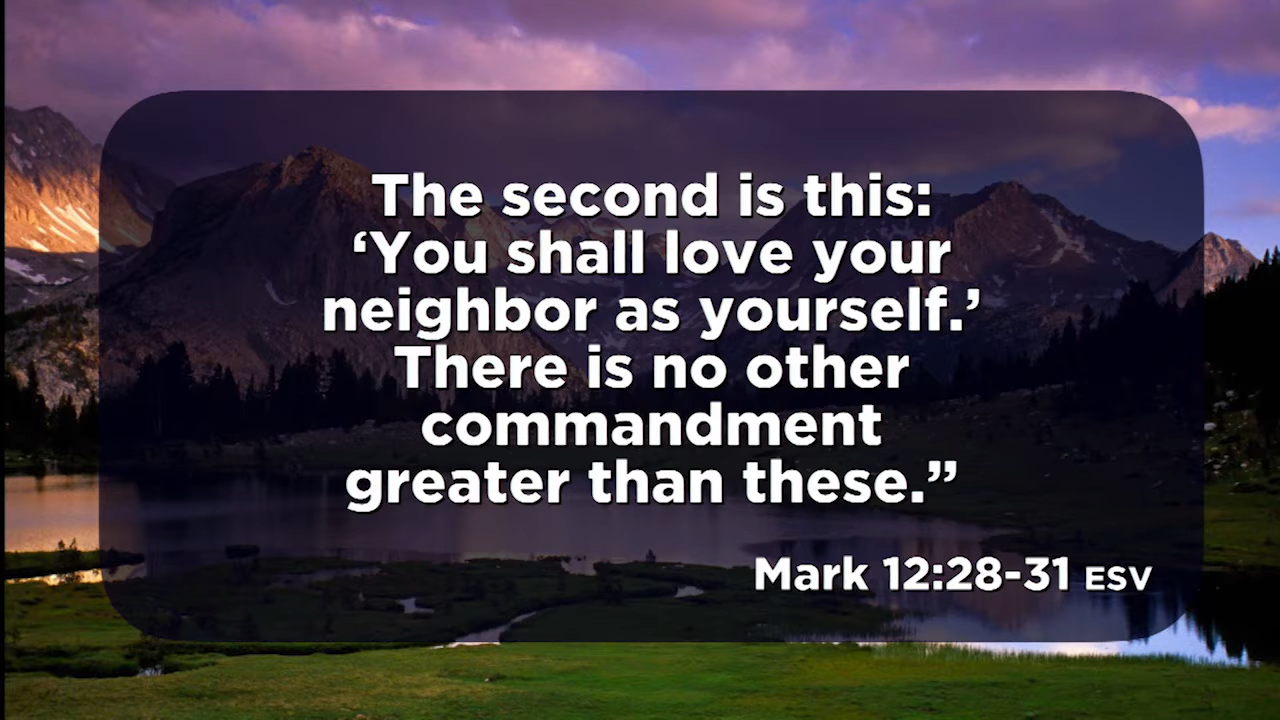 The second is this:
‘You shall love your
neighbor as yourself.’
There is no other
commandment
greater than these.”
Mark 12:28-31 ESV